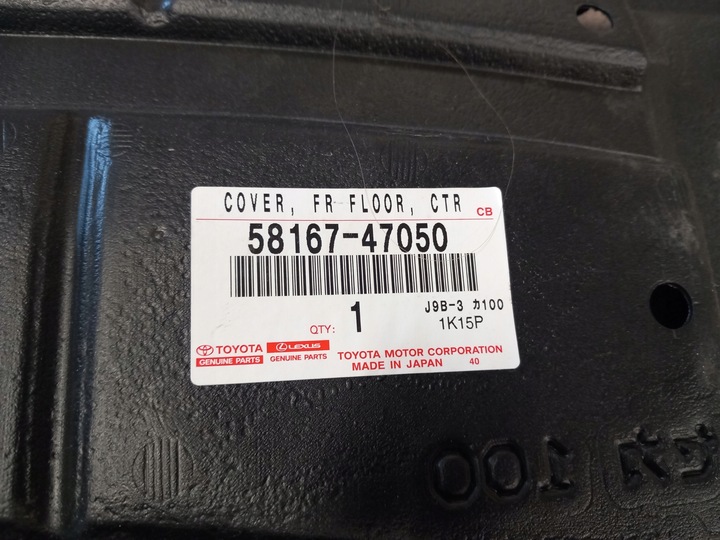 COVER, FR FLOOR, CTR
CB
58167-47050
QTY: 1
J9B-3 カ100
1K15P
TOYOTA
GENUINE PARTS
LEXUS
GENUINE PARTS
TOYOTA MOTOR CORPORATION
MADE IN JAPAN 40
100